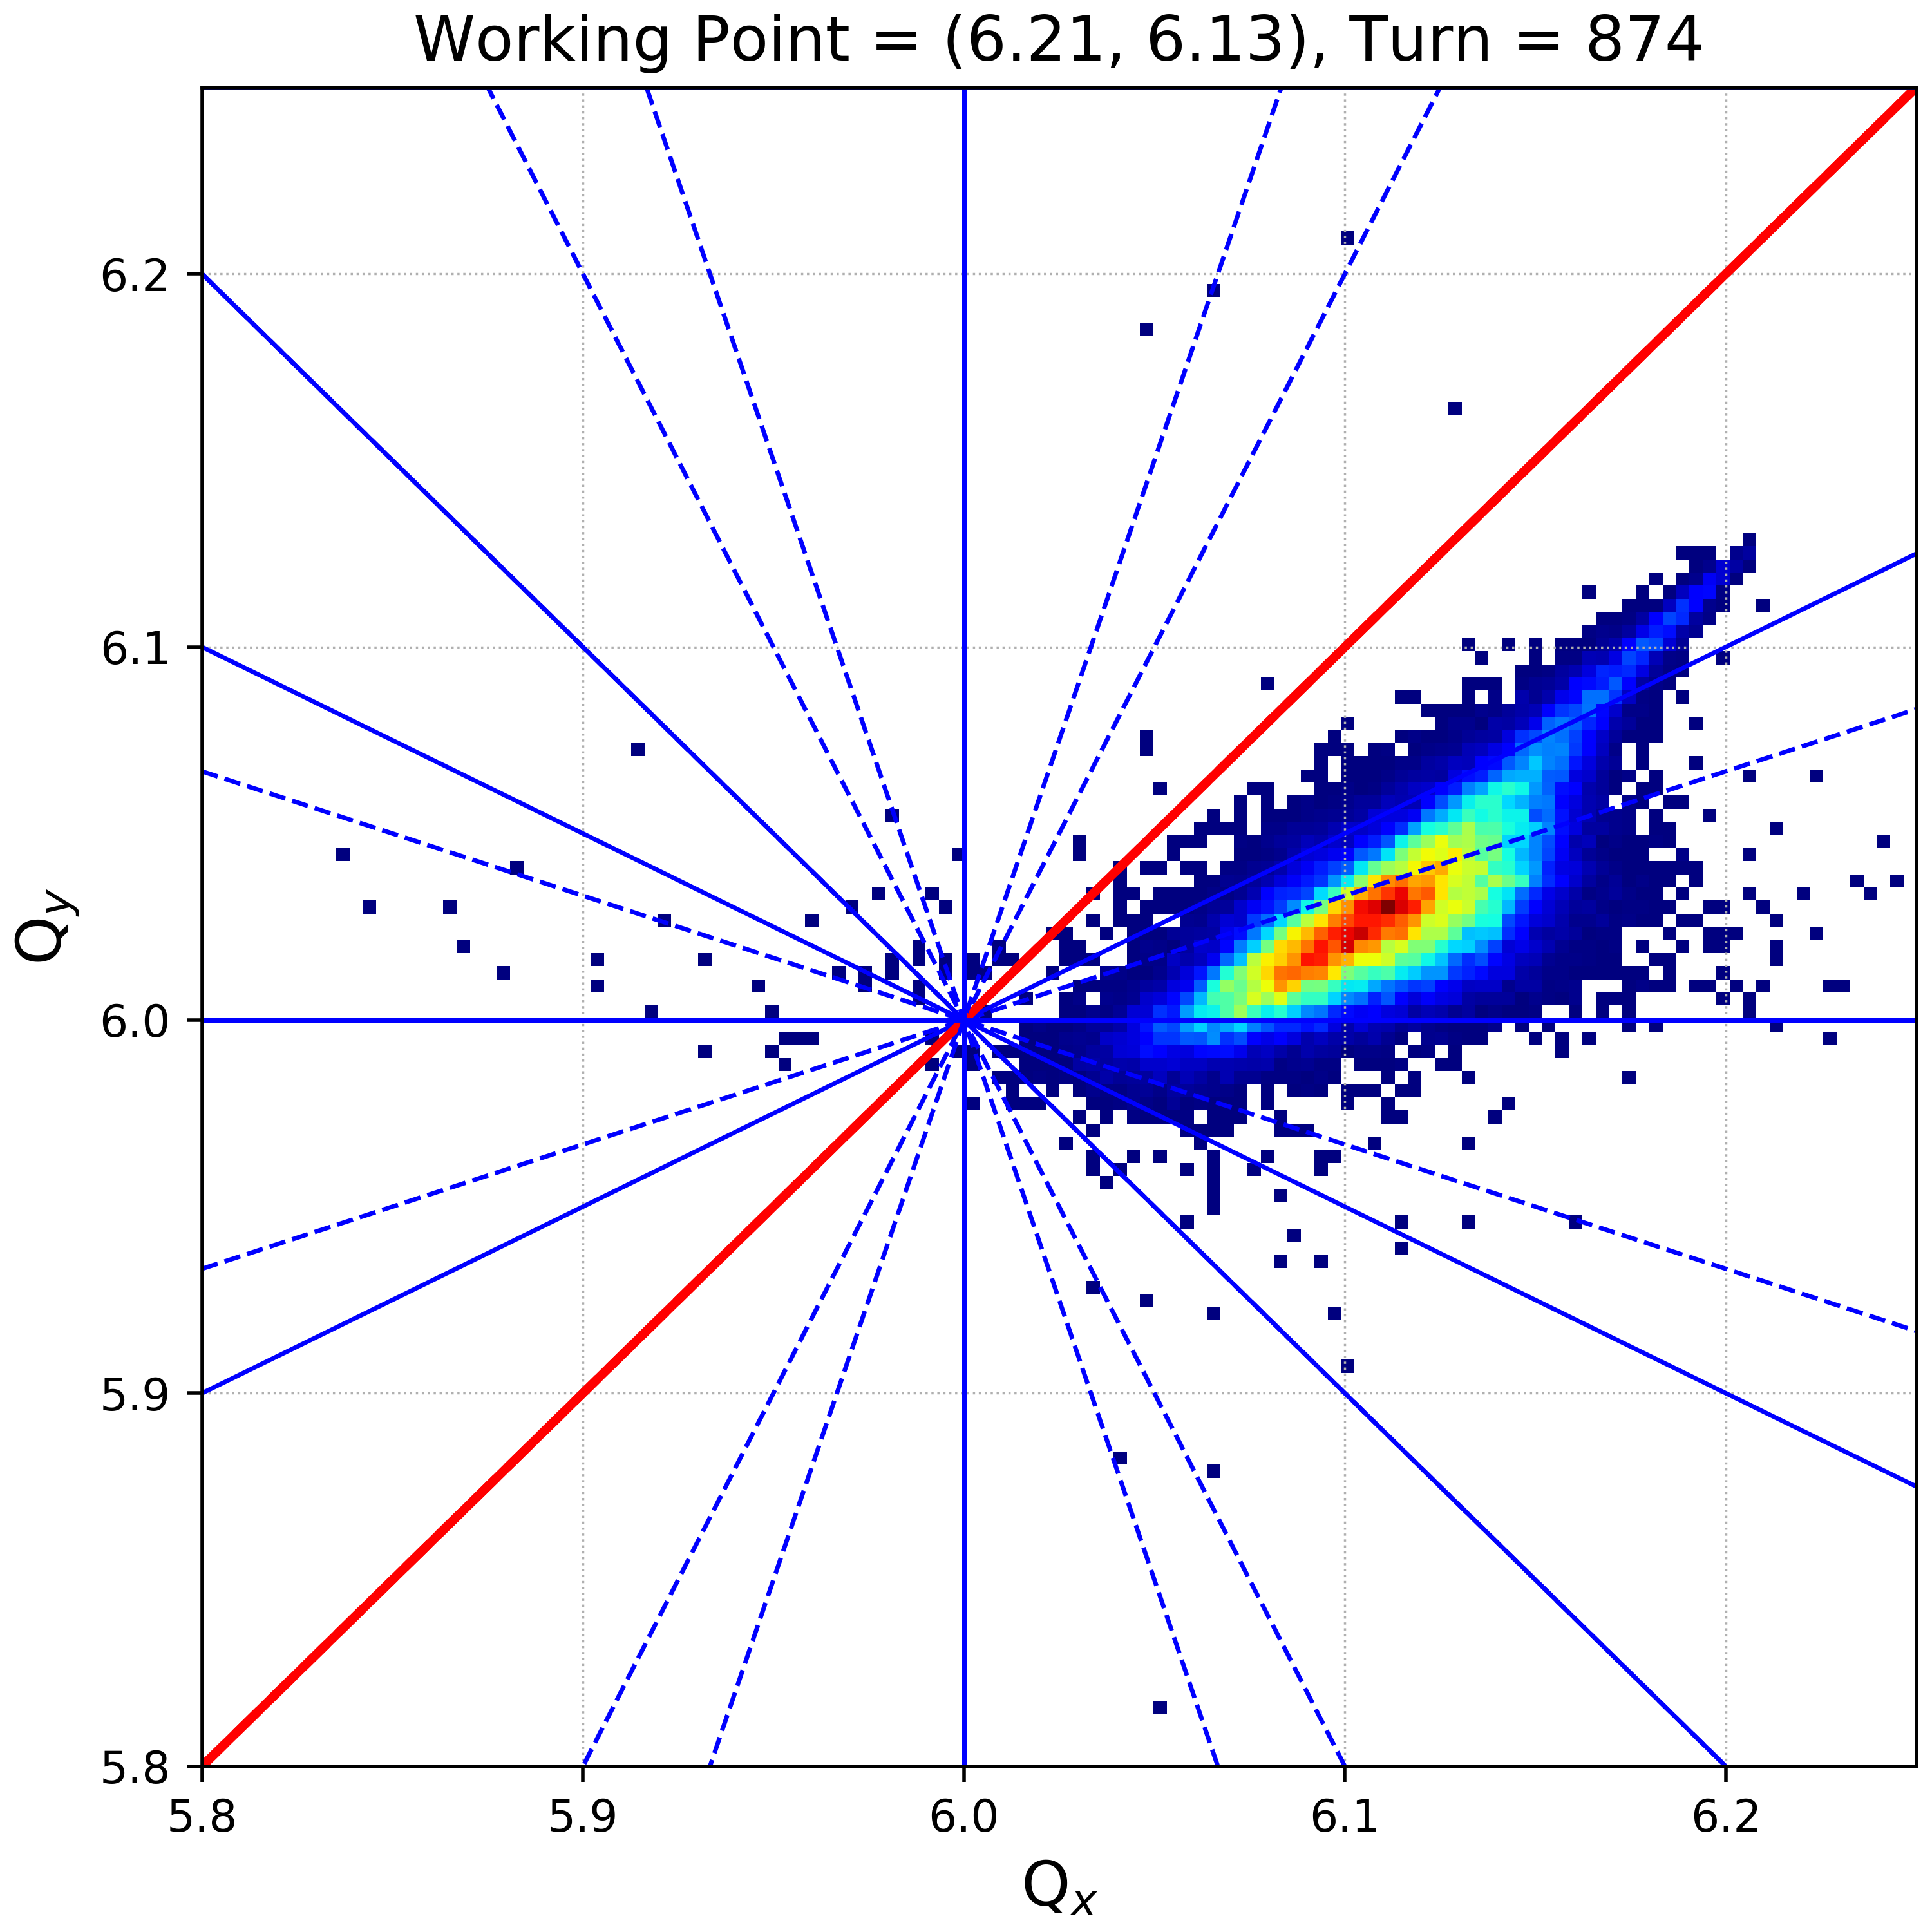 Working Point = (6.21, 6.13), Turn = 874
6.2
6.1
6.0
5.9
5.8
Qy
5.8 5.9 6.0 6.1 6.2
Qx